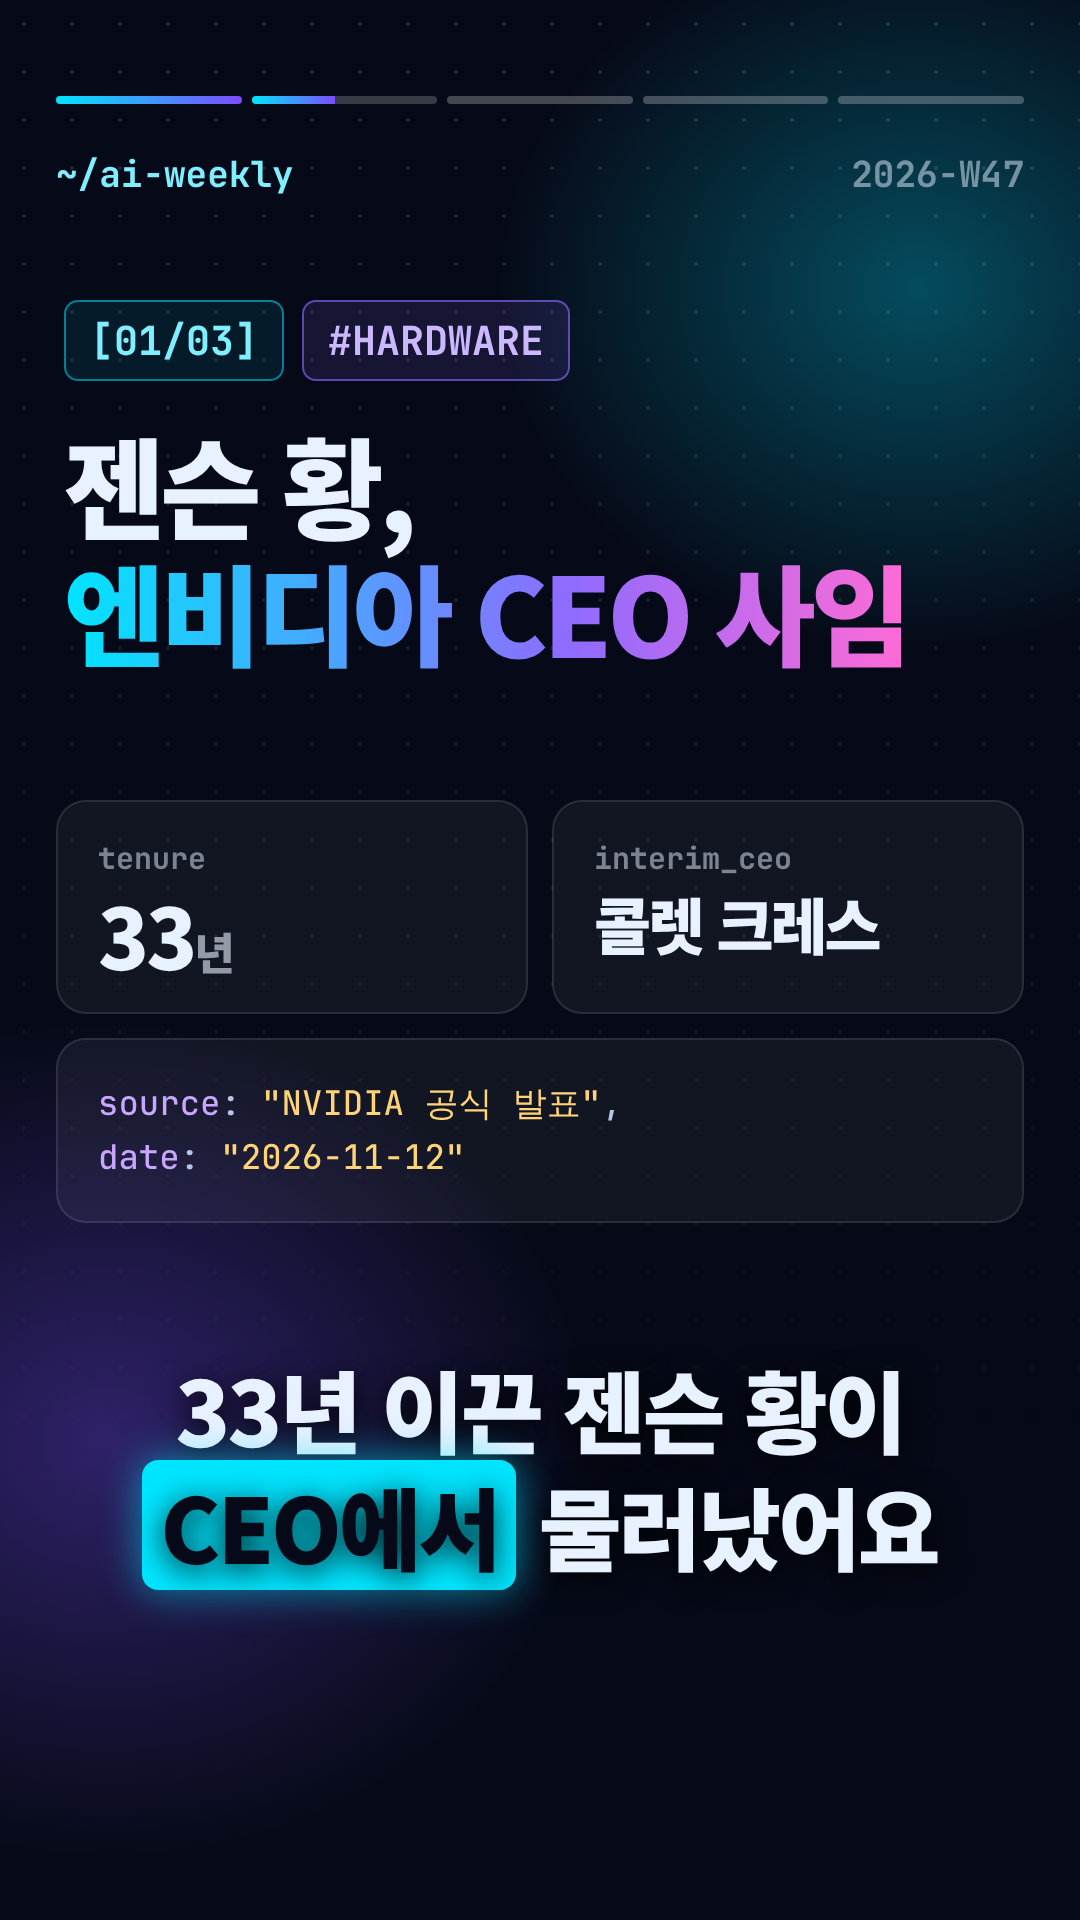 ~/ai-weekly
2026-W47
[01/03]
#HARDWARE
젠슨 황,
엔비디아 CEO 사임
tenure
33년
interim_ceo
콜렛 크레스
source: "NVIDIA 공식 발표",
date: "2026-11-12"
33년 이끈 젠슨 황이
CEO에서 물러났어요